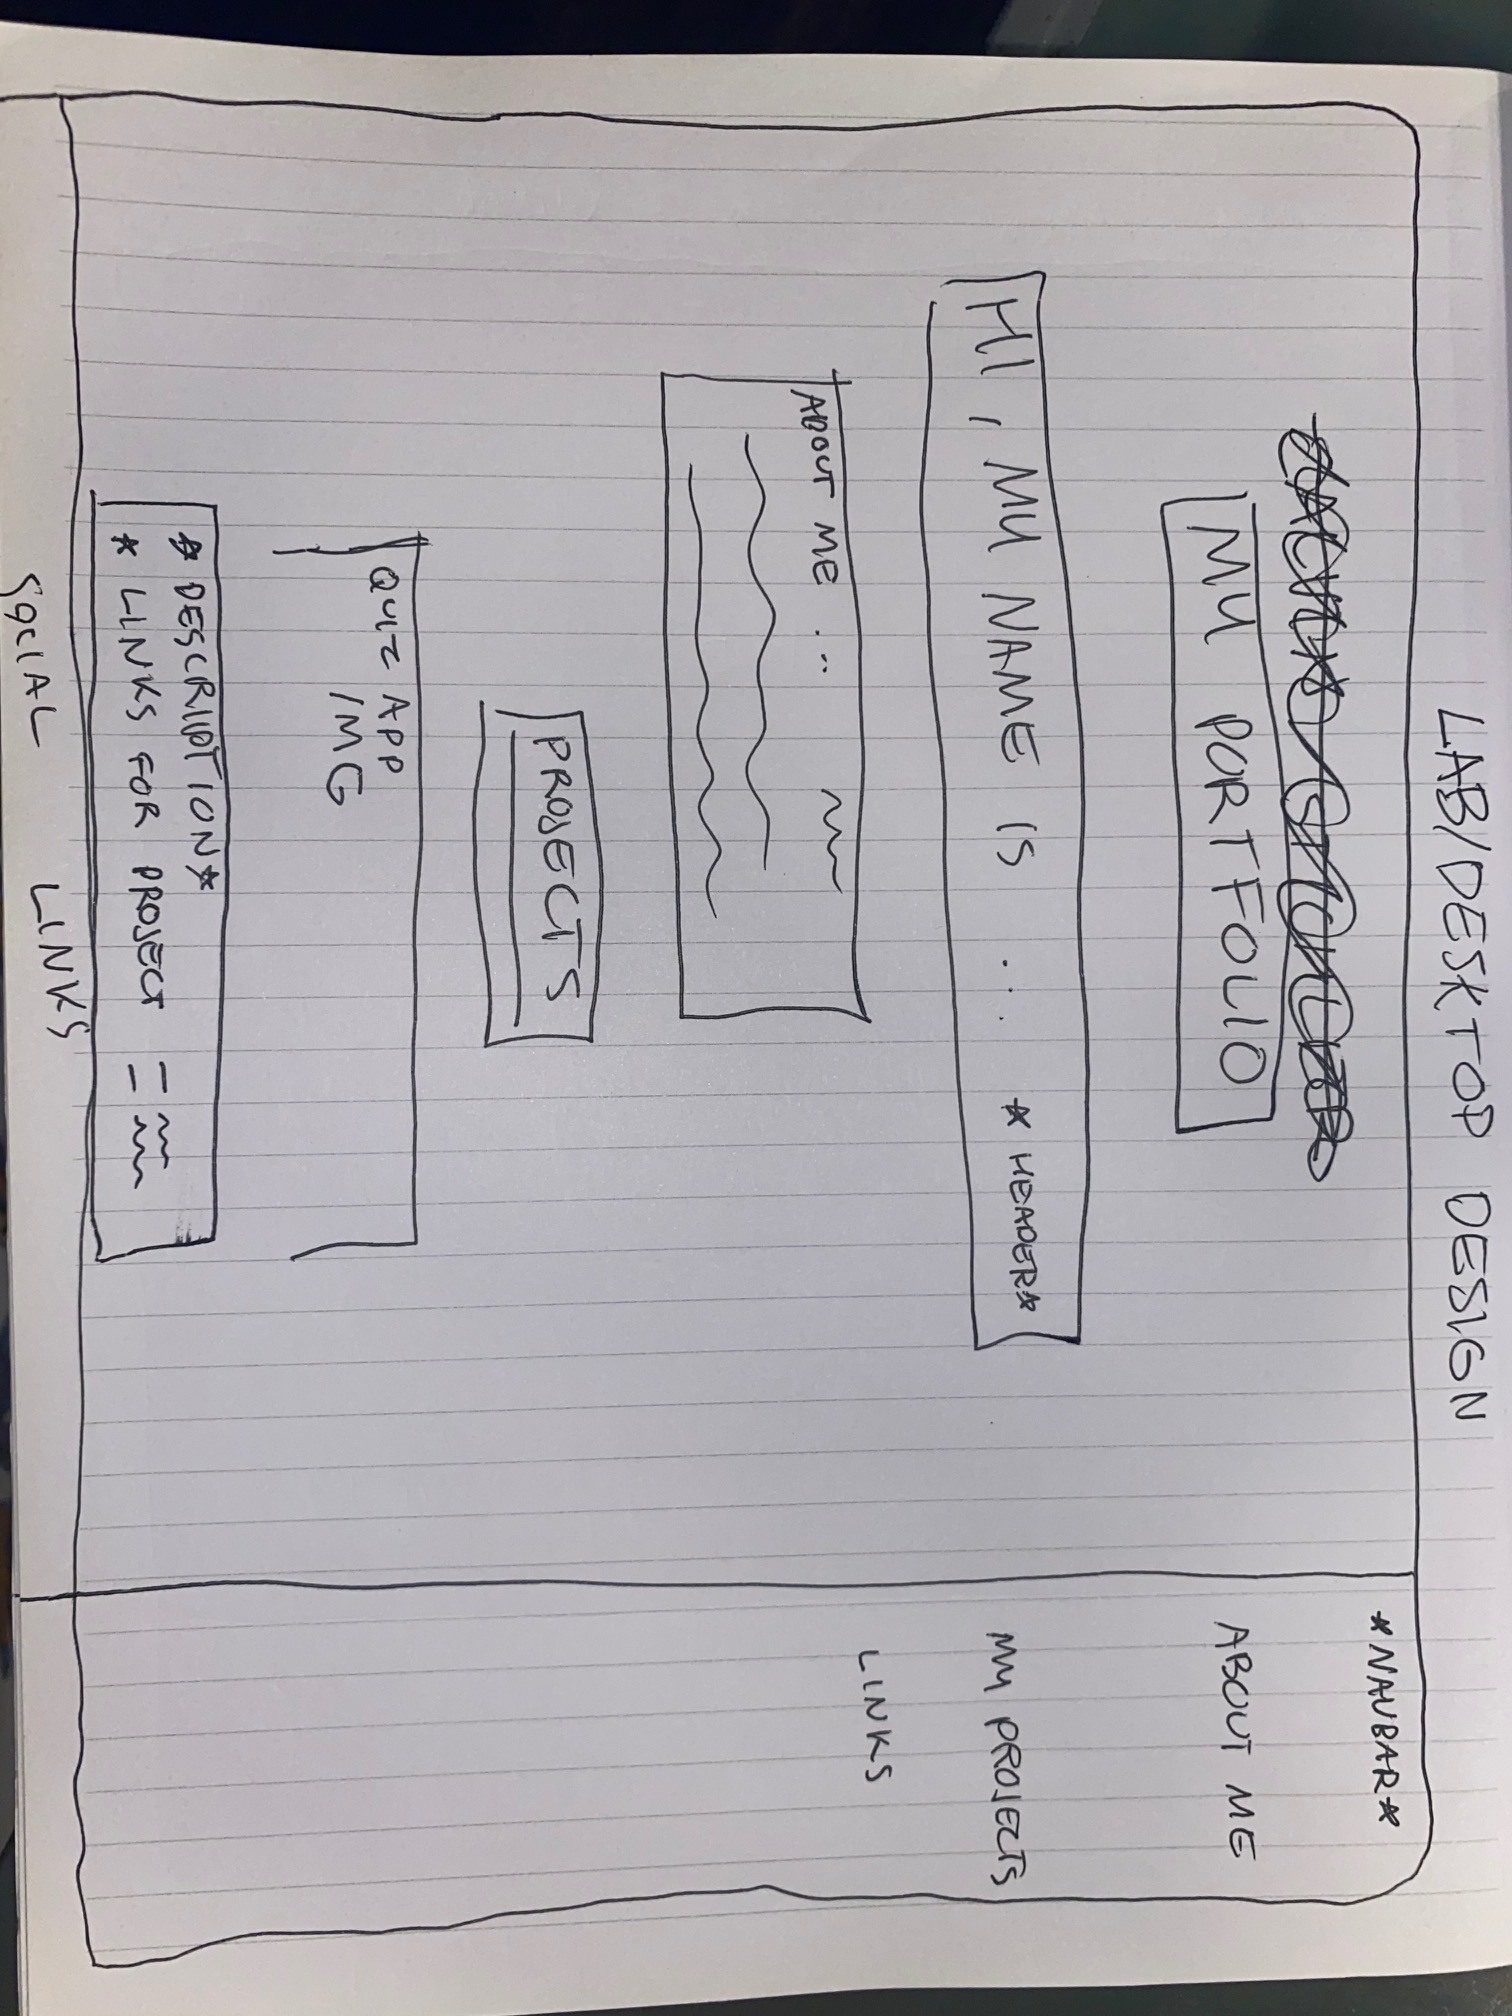 LAB/DESKTOP DESIGN
*NAVBAR*
MY PORTFOLIO
ABOUT ME
HI, MY NAME IS ... *HEADER*
MY PROJECTS
LINKS
ABOUT ME ...
PROJECTS
QUIZ APP
IMG
*DESCRIPTION*
* LINKS FOR PROJECT
SOCIAL LINKS